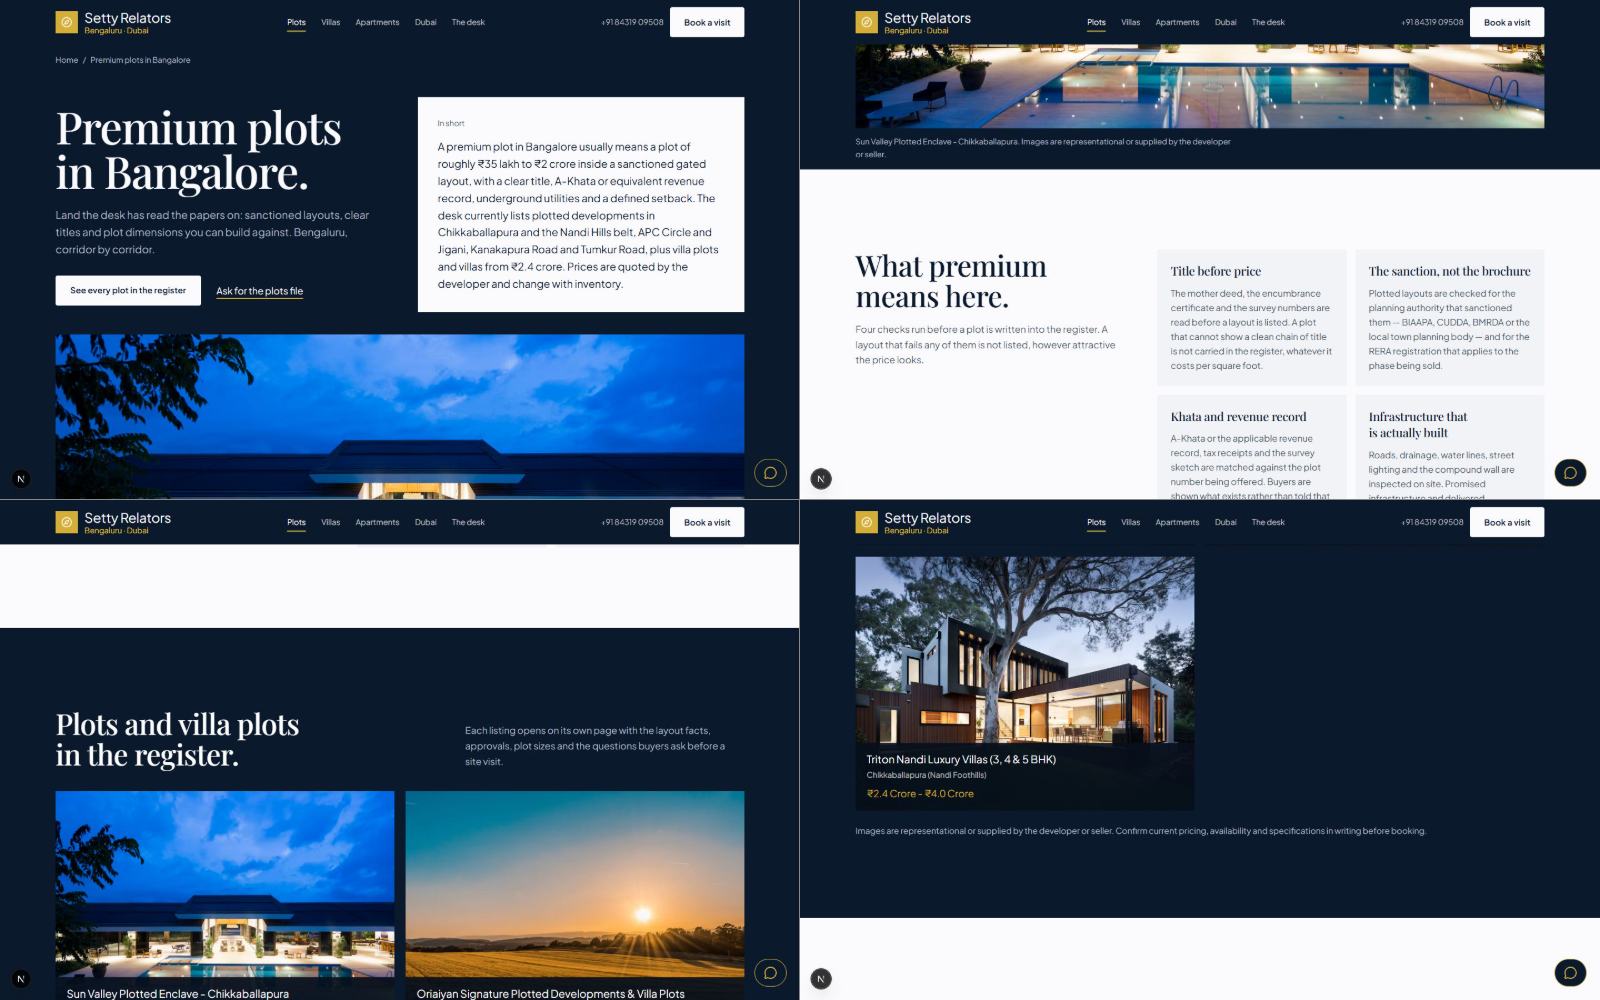 Setty Relators
Bengaluru · Dubai
Plots Villas Apartments Dubai The desk
+91 84319 09508
Book a visit
Home / Premium plots in Bangalore
Premium plots
in Bangalore.
Land the desk has read the papers on: sanctioned layouts, clear
titles and plot dimensions you can build against. Bengaluru,
corridor by corridor.
See every plot in the register
Ask for the plots file
In short
A premium plot in Bangalore usually means a plot of
roughly ₹35 lakh to ₹2 crore inside a sanctioned gated
layout, with a clear title, A-Khata or equivalent revenue
record, underground utilities and a defined setback. The
desk currently lists plotted developments in
Chikkaballapura and the Nandi Hills belt, APC Circle and
Jigani, Kanakapura Road and Tumkur Road, plus villa plots
and villas from ₹2.4 crore. Prices are quoted by the
developer and change with inventory.
N
Setty Relators
Bengaluru · Dubai
Plots Villas Apartments Dubai The desk
+91 84319 09508
Book a visit
Sun Valley Plotted Enclave - Chikkaballapura. Images are representational or supplied by the developer
or seller.
What premium
means here.
Four checks run before a plot is written into the register. A
layout that fails any of them is not listed, however attractive
the price looks.
Title before price
The mother deed, the encumbrance
certificate and the survey numbers are
read before a layout is listed. A plot
that cannot show a clean chain of title
is not carried in the register, whatever it
costs per square foot.
The sanction, not the brochure
Plotted layouts are checked for the
planning authority that sanctioned
them — BIAAPA, CUDDA, BMRDA or the
local town planning body — and for the
RERA registration that applies to the
phase being sold.
Khata and revenue record
A-Khata or the applicable revenue
record, tax receipts and the survey
sketch are matched against the plot
number being offered. Buyers are
shown what exists rather than told that
Infrastructure that
is actually built
Roads, drainage, water lines, street
lighting and the compound wall are
inspected on site. Promised
infrastructure and delivered
N
Setty Relators
Bengaluru · Dubai
Plots Villas Apartments Dubai The desk
+91 84319 09508
Book a visit
Plots and villa plots
in the register.
Each listing opens on its own page with the layout facts,
approvals, plot sizes and the questions buyers ask before a
site visit.
Sun Valley Plotted Enclave - Chikkaballapura
Oriaiyan Signature Plotted Developments & Villa Plots
N
Setty Relators
Bengaluru · Dubai
Plots Villas Apartments Dubai The desk
+91 84319 09508
Book a visit
Triton Nandi Luxury Villas (3, 4 & 5 BHK)
Chikkaballapura (Nandi Foothills)
₹2.4 Crore - ₹4.0 Crore
Images are representational or supplied by the developer or seller. Confirm current pricing, availability and specifications in writing before booking.
N